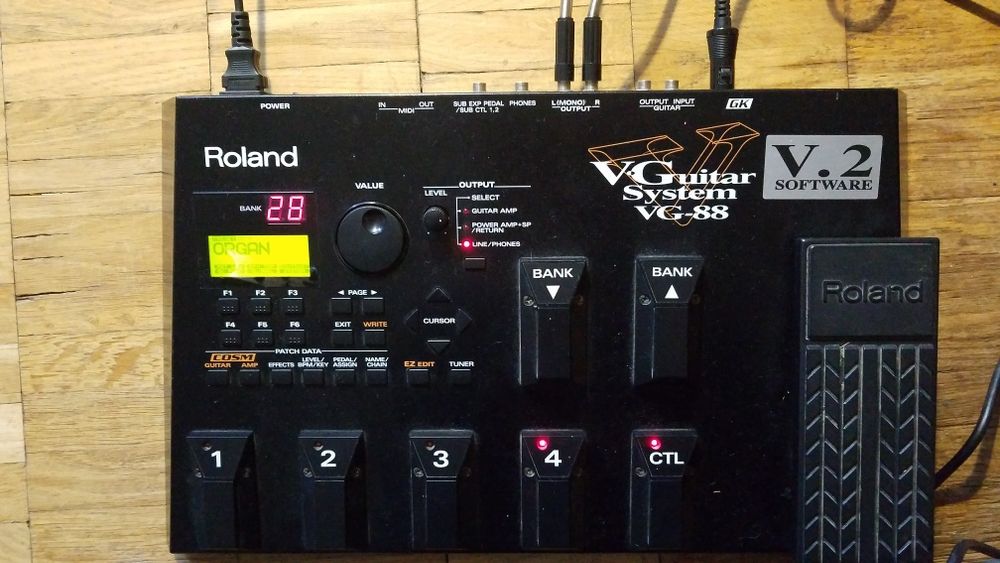 POWER
IN OUT
MIDI
SUB EXP PEDAL
/SUB CTL 1,2
PHONES
L(MONO) R
OUTPUT
OUTPUT INPUT
GUITAR
GK
Roland
VALUE
OUTPUT
LEVEL
SELECT
GUITAR AMP
POWER AMP+SP
/RETURN
LINE/PHONES
V-Guitar
System
VG-88
V.2
SOFTWARE
BANK 28
ORGAN
F1 F2 F3
F4 F5 F6
◄ PAGE ►
EXIT WRITE
CURSOR
PATCH DATA
COSM
GUITAR AMP
EFFECTS
LEVEL/
BPM/KEY
PEDAL/
ASSIGN
NAME/
CHAIN
EZ EDIT
TUNER
BANK
▼
BANK
▲
Roland
1
2
3
4
CTL